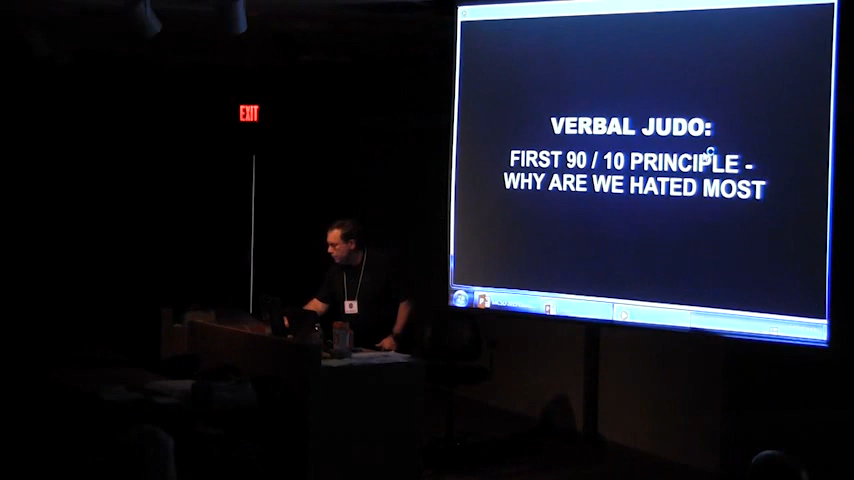 EXIT
VERBAL JUDO:
FIRST 90 / 10 PRINCIPLE -
WHY ARE WE HATED MOST